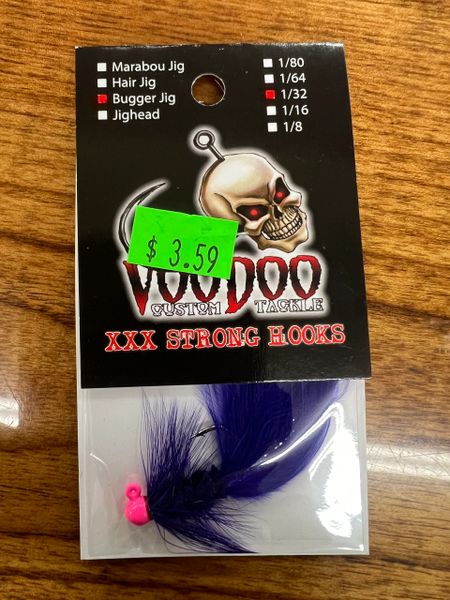 Marabou Jig
Hair Jig
Bugger Jig
Jighead
1/80
1/64
1/32
1/16
1/8
$ 3.59
VOODOO
CUSTOM TACKLE
XXX STRONG HOOKS